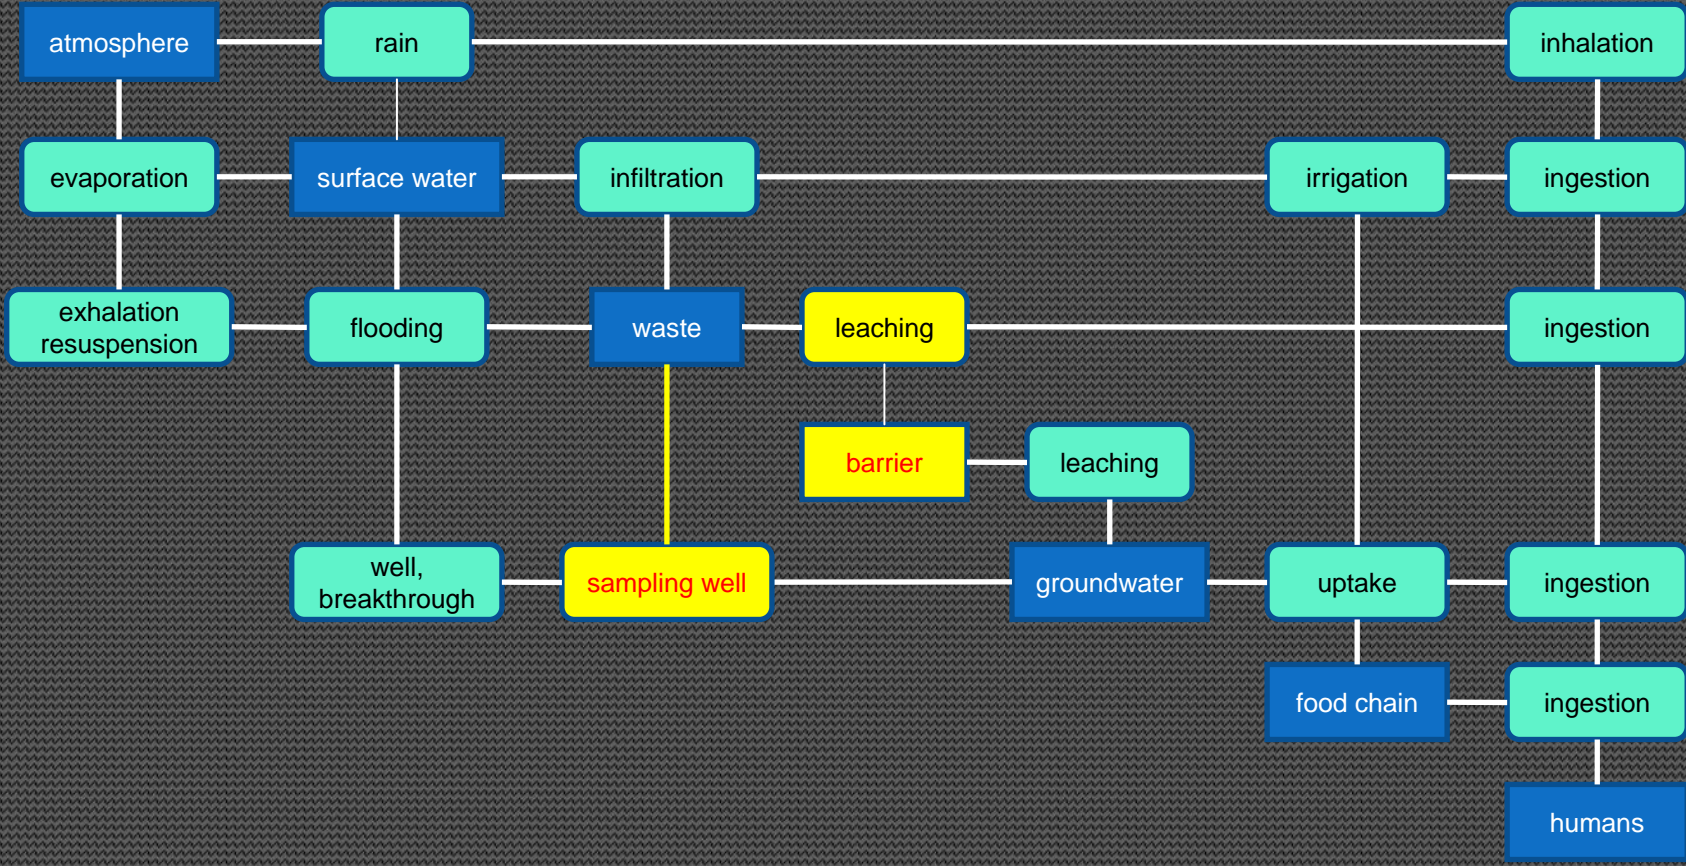 atmosphere
rain
inhalation
evaporation
surface water
infiltration
irrigation
ingestion
exhalation
resuspension
flooding
waste
leaching
ingestion
barrier
leaching
well,
breakthrough
sampling well
groundwater
uptake
ingestion
food chain
ingestion
humans